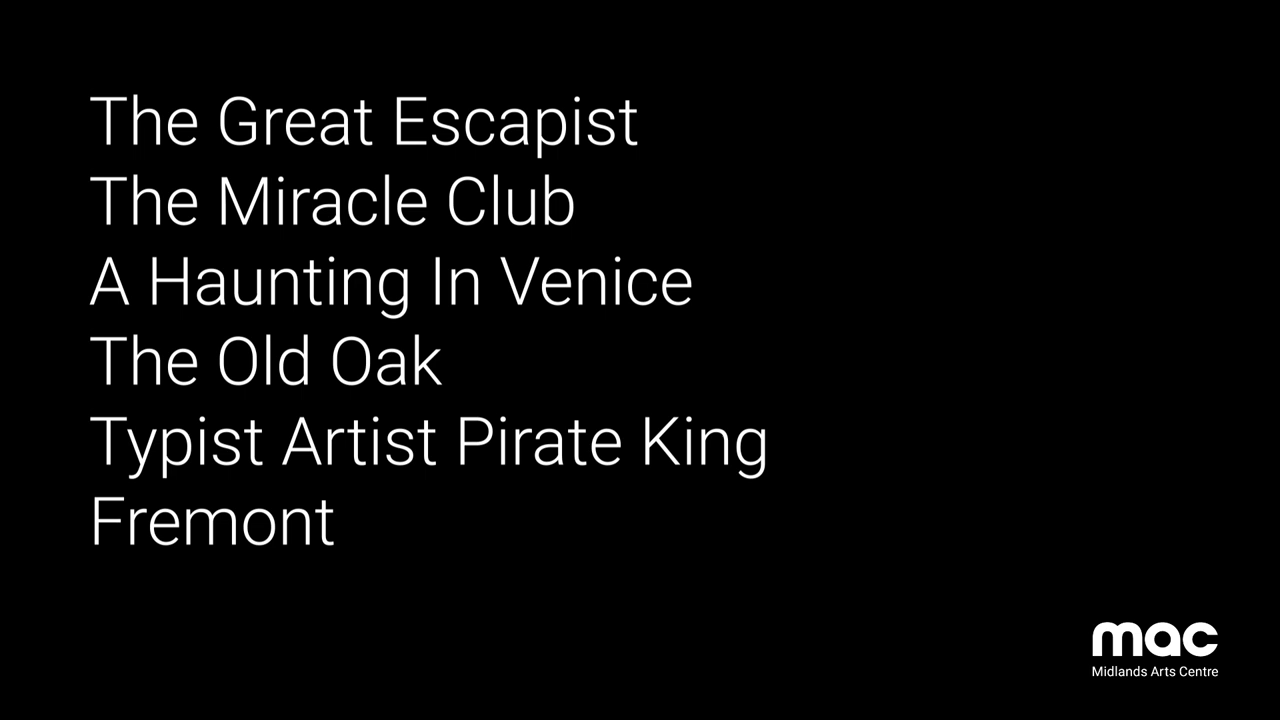 The Great Escapist
The Miracle Club
A Haunting In Venice
The Old Oak
Typist Artist Pirate King
Fremont
mac
Midlands Arts Centre